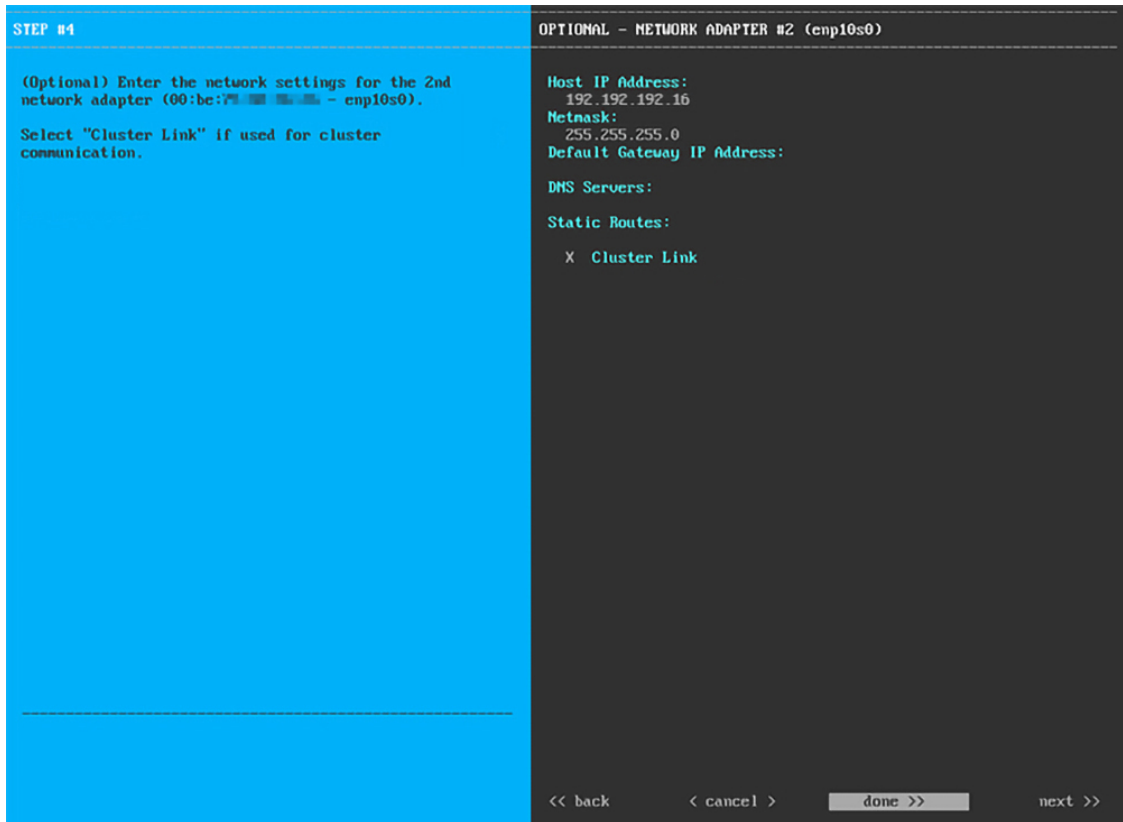 STEP #4
(Optional) Enter the network settings for the 2nd
network adapter (00:be: - enp10s0).
Select "Cluster Link" if used for cluster
communication.
OPTIONAL - NETWORK ADAPTER #2 (enp10s0)
Host IP Address:
192.192.192.16
Netmask:
255.255.255.0
Default Gateway IP Address:
DNS Servers:
Static Routes:
X Cluster Link
<< back < cancel > done >> next >>